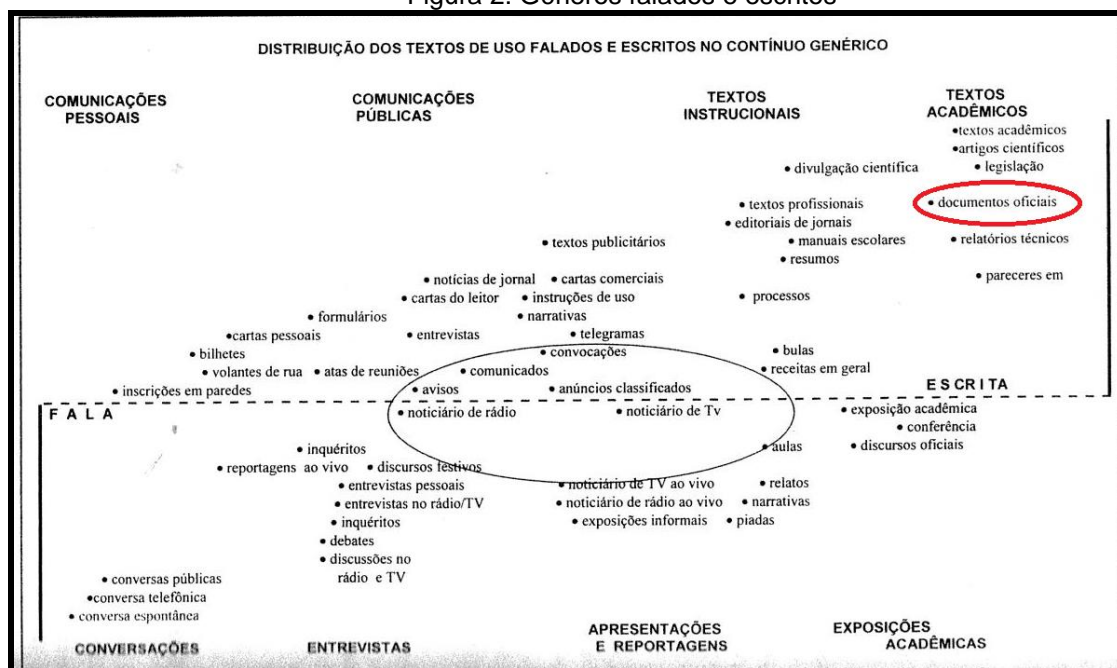 Figura 2. Gêneros falados e escritos
DISTRIBUIÇÃO DOS TEXTOS DE USO FALADOS E ESCRITOS NO CONTÍNUO GENÉRICO
COMUNICAÇÕES
PESSOAIS
COMUNICAÇÕES
PÚBLICAS
TEXTOS
INSTRUCIONAIS
TEXTOS
ACADÊMICOS
•textos acadêmicos
•artigos científicos
• divulgação científica • legislação
• textos profissionais • documentos oficiais
• editoriais de jornais
• textos publicitários • manuais escolares • relatórios técnicos
• resumos
• notícias de jornal • cartas comerciais • pareceres em
• cartas do leitor • instruções de uso • processos
• formulários • narrativas
•cartas pessoais • entrevistas • telegramas
• bilhetes • convocações • bulas
• volantes de rua • atas de reuniões • comunicados • receitas em geral
• inscrições em paredes • avisos • anúncios classificados ESCRITA
FALA • noticiário de rádio • noticiário de Tv • exposição acadêmica
• conferência
• inquéritos • aulas • discursos oficiais
• reportagens ao vivo • discursos festivos
• entrevistas pessoais • noticiário de TV ao vivo • relatos
• entrevistas no rádio/TV • noticiário de rádio ao vivo • narrativas
• inquéritos • exposições informais • piadas
• debates
• discussões no
rádio e TV
• conversas públicas
•conversa telefônica
• conversa espontânea
CONVERSAÇÕES
ENTREVISTAS
APRESENTAÇÕES
E REPORTAGENS
EXPOSIÇÕES
ACADÊMICAS